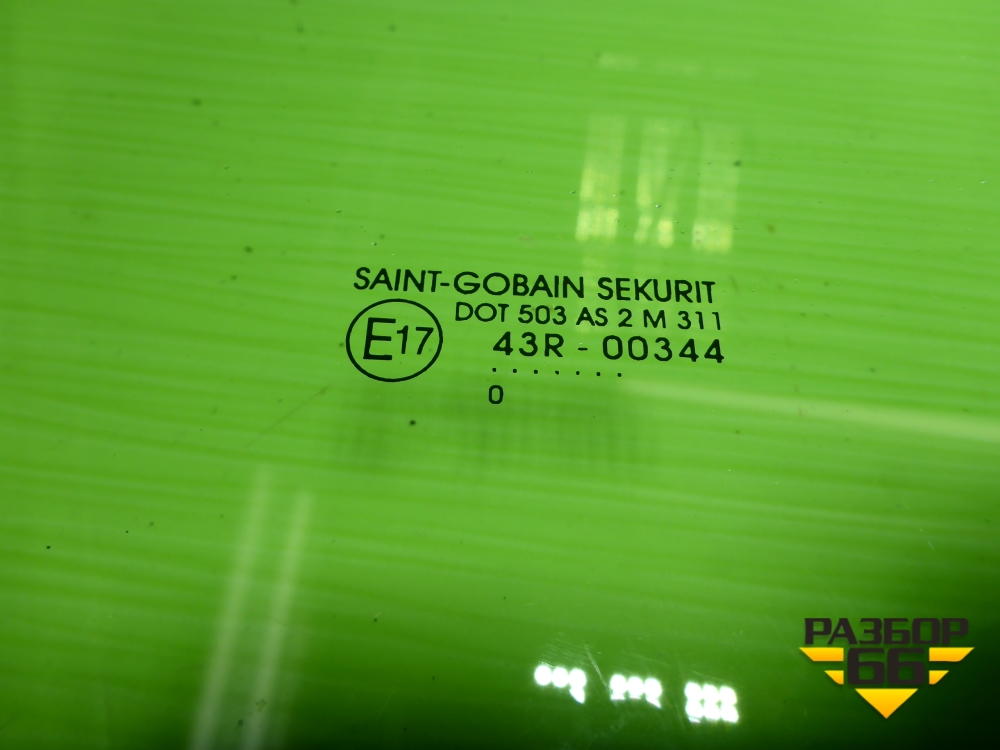 SAINT-GOBAIN SEKURIT
DOT 503 AS 2 M 311
E17
43R - 00344
.......
0
РАЗБОР
66